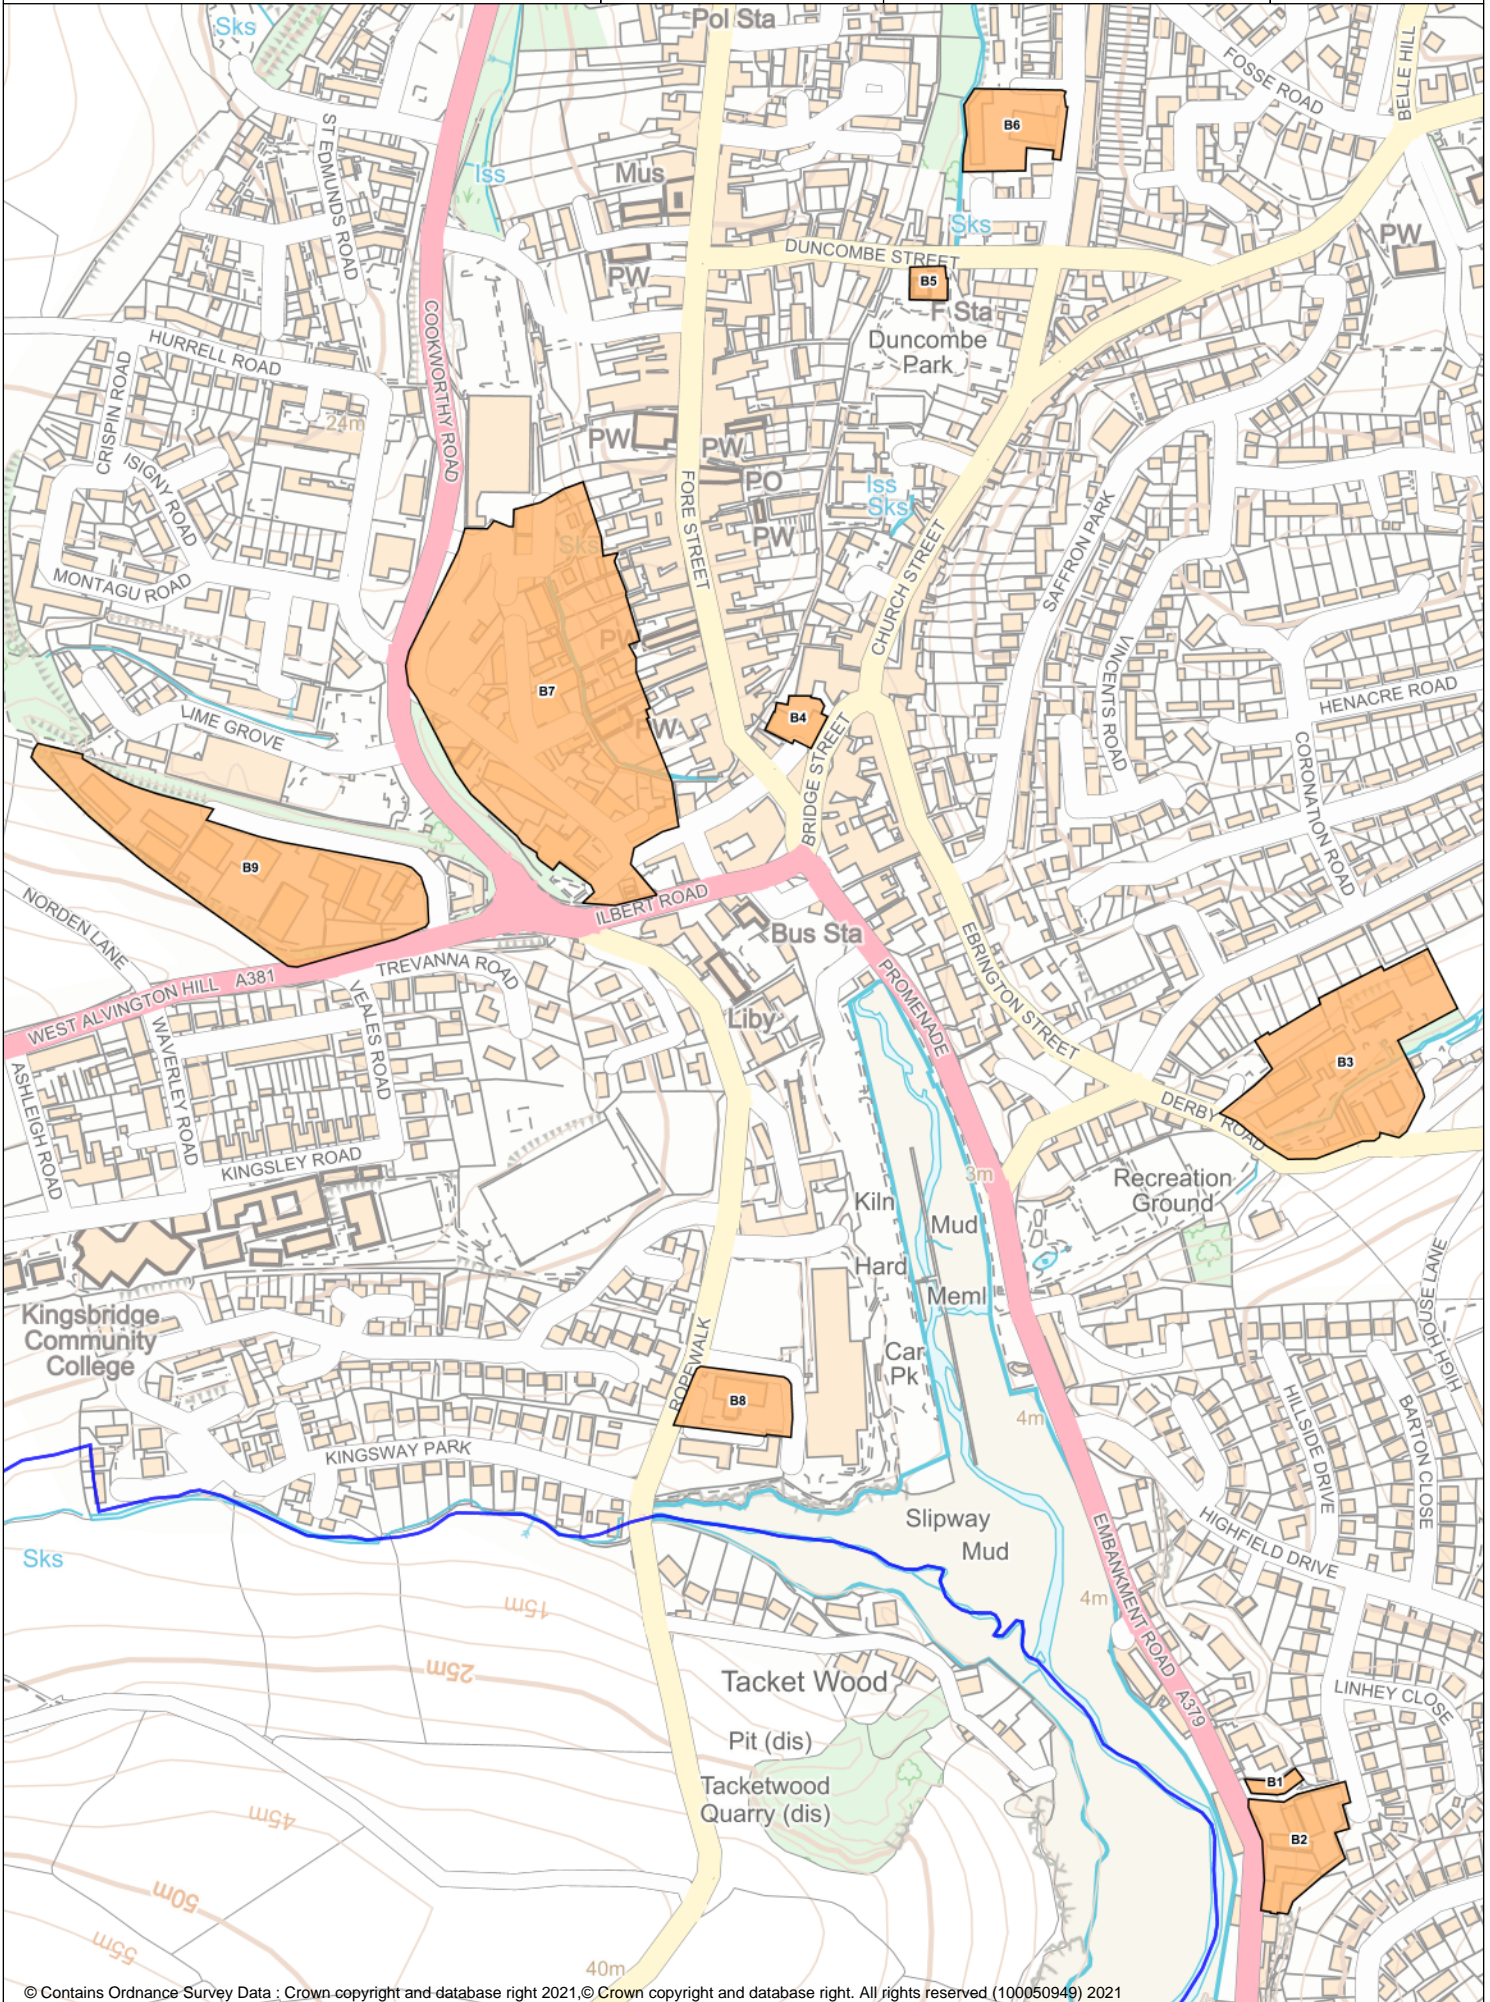 Pol Sta
Sks
BELLE HILL
FOSSE ROAD
B6
ST EDMUNDS ROAD
Iss
Mus
Sks
DUNCOMBE STREET
PW
PW
B5
F Sta
Duncombe
Park
COOKWORTHY ROAD
HURRELL ROAD
CRISPIN ROAD
24m
ISIGNY ROAD
PW
PW
FORE STREET
PO
Iss
Sks
PW
SAFFRON PARK
Sks
CHURCH STREET
MONTAGU ROAD
PW
VINCENTS ROAD
B7
HENACRE ROAD
LIME GROVE
PW
B4
BRIDGE STREET
CORONATION ROAD
B9
ILBERT ROAD
NORDEN LANE
Bus Sta
EBRINGTON STREET
TREVANNA ROAD
WEST ALVINGTON HILL A381
PROMENADE
VEALES ROAD
Liby
WAVERLEY ROAD
B3
ASHLEIGH ROAD
DERBY ROAD
KINGSLEY ROAD
3m
Recreation
Ground
Kiln
Mud
Hard
Meml
HIGH HOUSE LANE
Kingsbridge
Community
College
ROPEWALK
Car
Pk
B8
4m
HILLSIDE DRIVE
BARTON CLOSE
KINGSWAY PARK
Slipway
Mud
EMBANKMENT ROAD A379
HIGHFIELD DRIVE
Sks
15m
4m
25m
Tacket Wood
LINHEY CLOSE
Pit (dis)
Tacketwood
Quarry (dis)
B1
45m
B2
50m
55m
40m
© Contains Ordnance Survey Data : Crown copyright and database right 2021,© Crown copyright and database right. All rights reserved (100050949) 2021